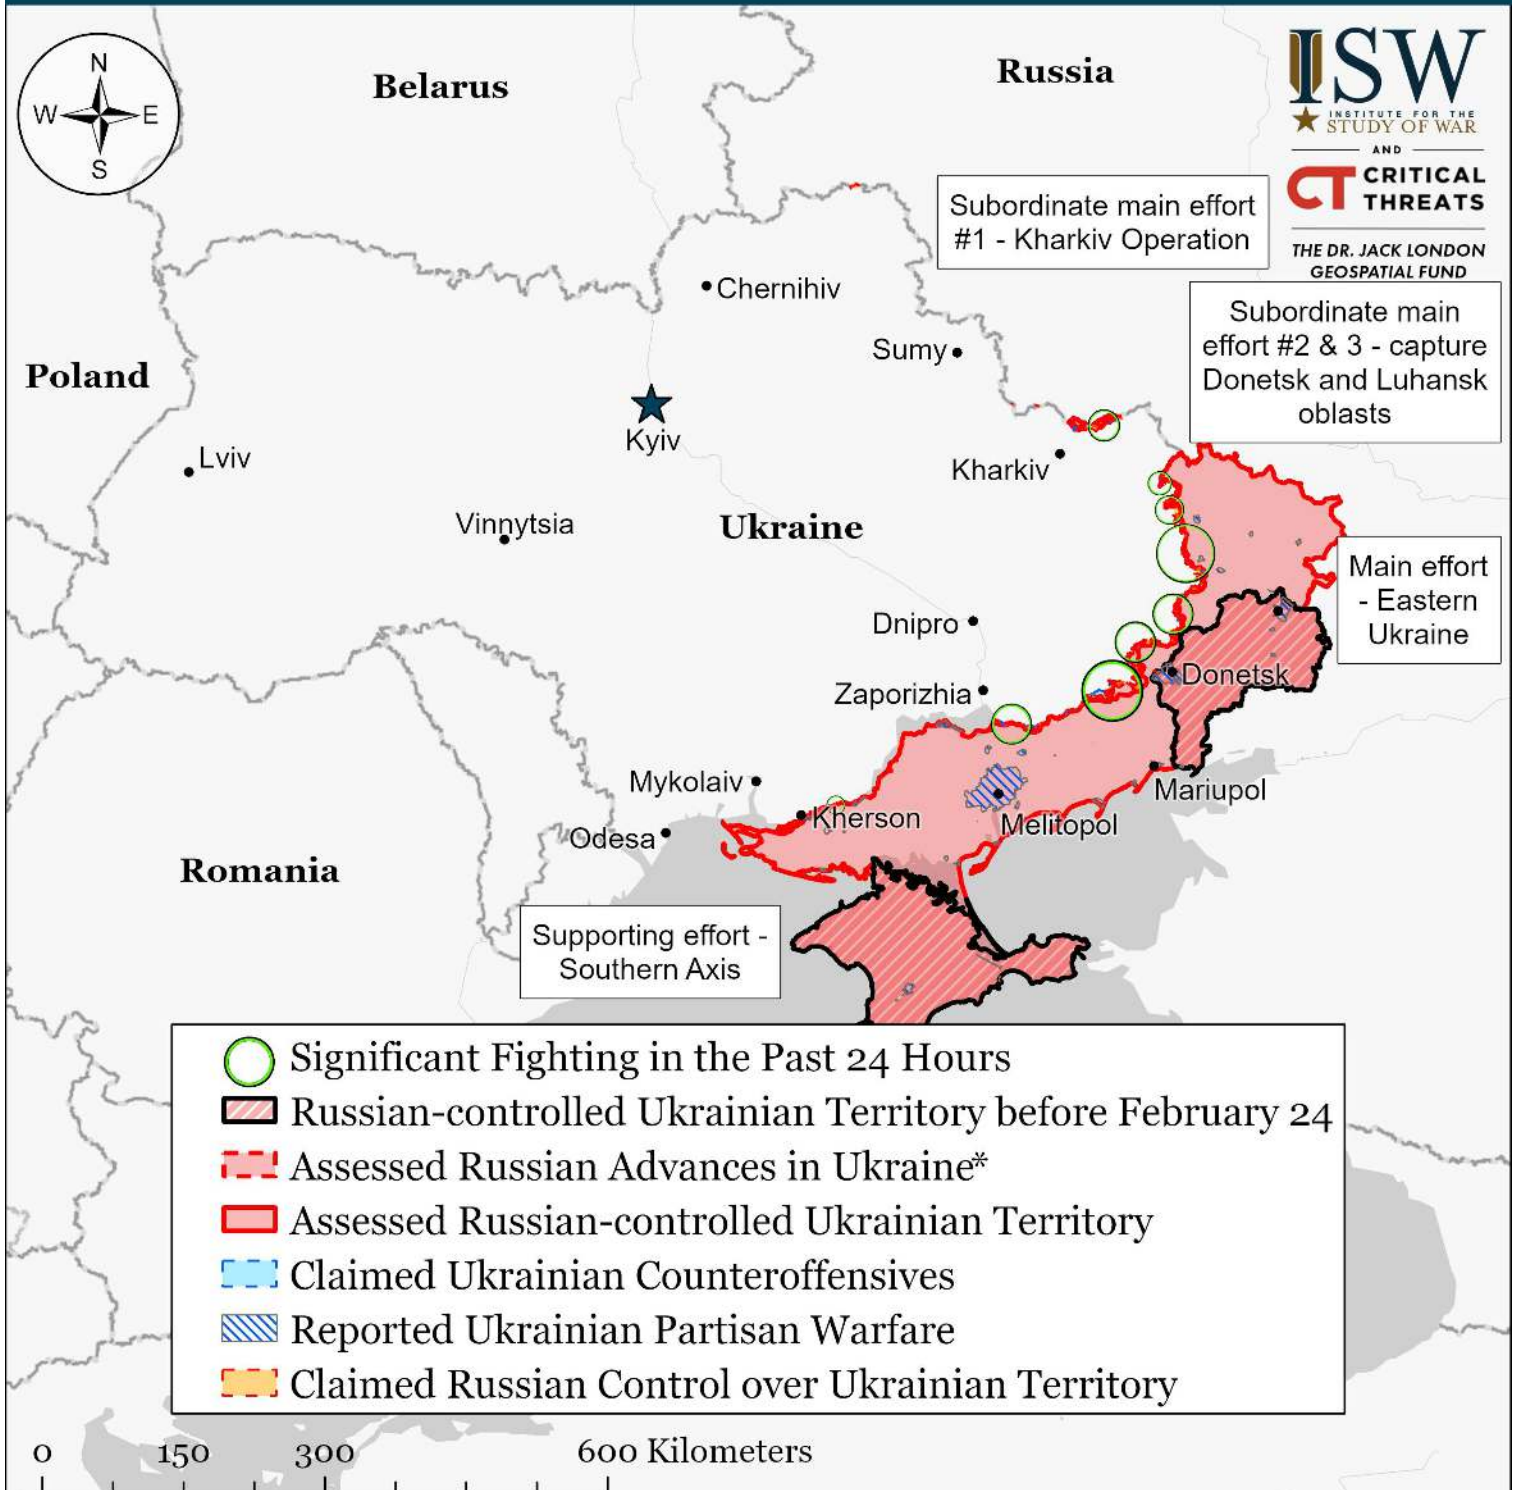 N
W
E
S
Belarus
Russia
ISW
INSTITUTE FOR THE
STUDY OF WAR
AND
CT CRITICAL
THREATS
THE DR. JACK LONDON
GEOSPATIAL FUND
Subordinate main effort
#1 - Kharkiv Operation
Subordinate main
effort #2 & 3 - capture
Donetsk and Luhansk
oblasts
Chernihiv
Sumy
Poland
Kyiv
Lviv
Kharkiv
Vinnytsia
Ukraine
Main effort
- Eastern
Ukraine
Dnipro
Donetsk
Zaporizhia
Mykolaiv
Mariupol
Kherson
Melitopol
Odesa
Romania
Supporting effort -
Southern Axis
Significant Fighting in the Past 24 Hours
Russian-controlled Ukrainian Territory before February 24
Assessed Russian Advances in Ukraine*
Assessed Russian-controlled Ukrainian Territory
Claimed Ukrainian Counteroffensives
Reported Ukrainian Partisan Warfare
Claimed Russian Control over Ukrainian Territory
0 150 300 600 Kilometers